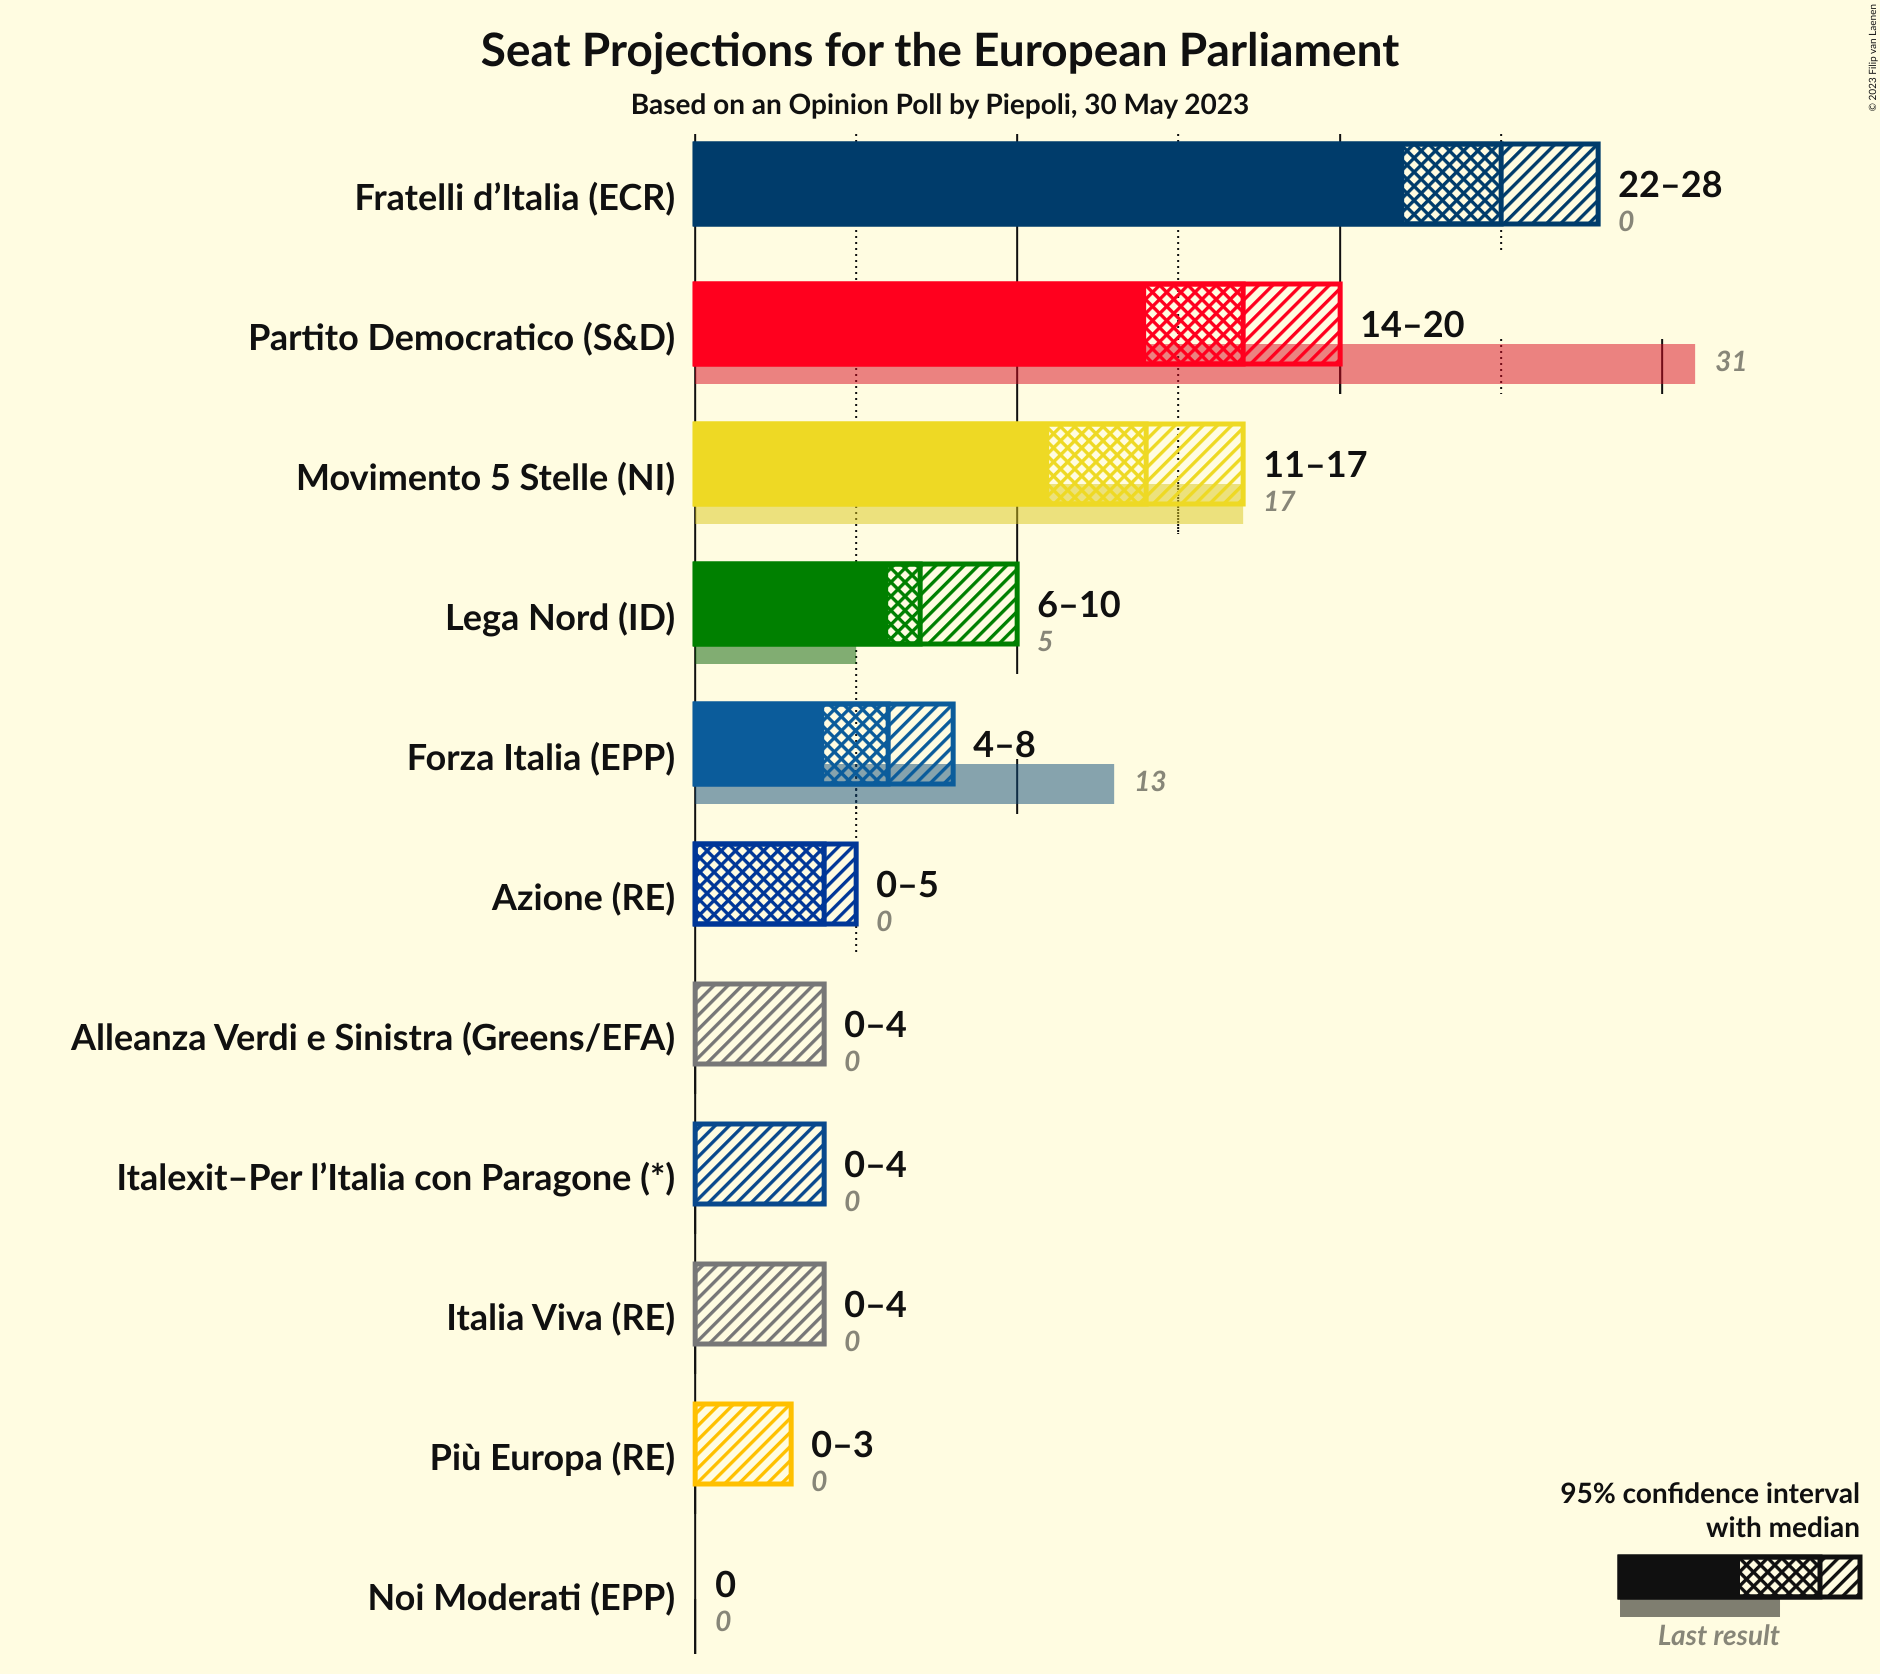 Seat Projections for the European Parliament
Based on an Opinion Poll by Piepoli, 30 May 2023
© 2023 Filip van Laenen
Fratelli d’Italia (ECR)
22–28
0
Partito Democratico (S&D)
14–20
31
Movimento 5 Stelle (NI)
11–17
17
Lega Nord (ID)
6–10
5
Forza Italia (EPP)
4–8
13
Azione (RE)
0–5
0
Alleanza Verdi e Sinistra (Greens/EFA)
0–4
0
Italexit–Per l’Italia con Paragone (*)
0–4
0
Italia Viva (RE)
0–4
0
Più Europa (RE)
0–3
0
Noi Moderati (EPP)
0
0
95% confidence interval
with median
Last result